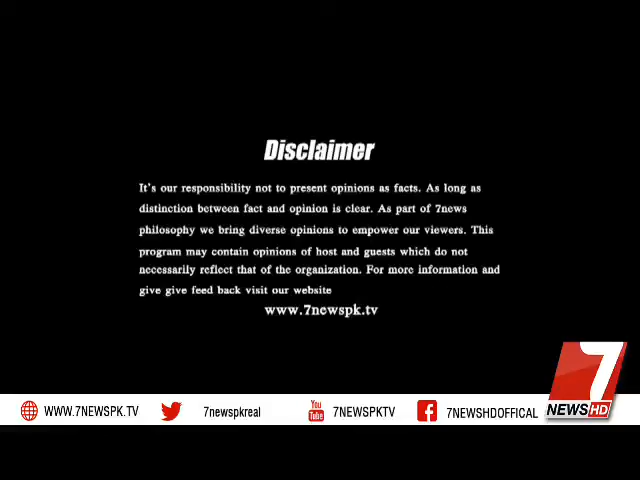 Disclaimer
It's our responsibility not to present opinions as facts. As long as
distinction between fact and opinion is clear. As part of 7news
philosophy we bring diverse opinions to empower our viewers. This
program may contain opinions of host and guests which do not
necessarily reflect that of the organization. For more information and
give give feed back visit our website
www.7newspk.tv
7
NEWS HD
WWW.7NEWSPK.TV 7newspkreal You Tube 7NEWSPKTV f 7NEWSHDOFFICAL